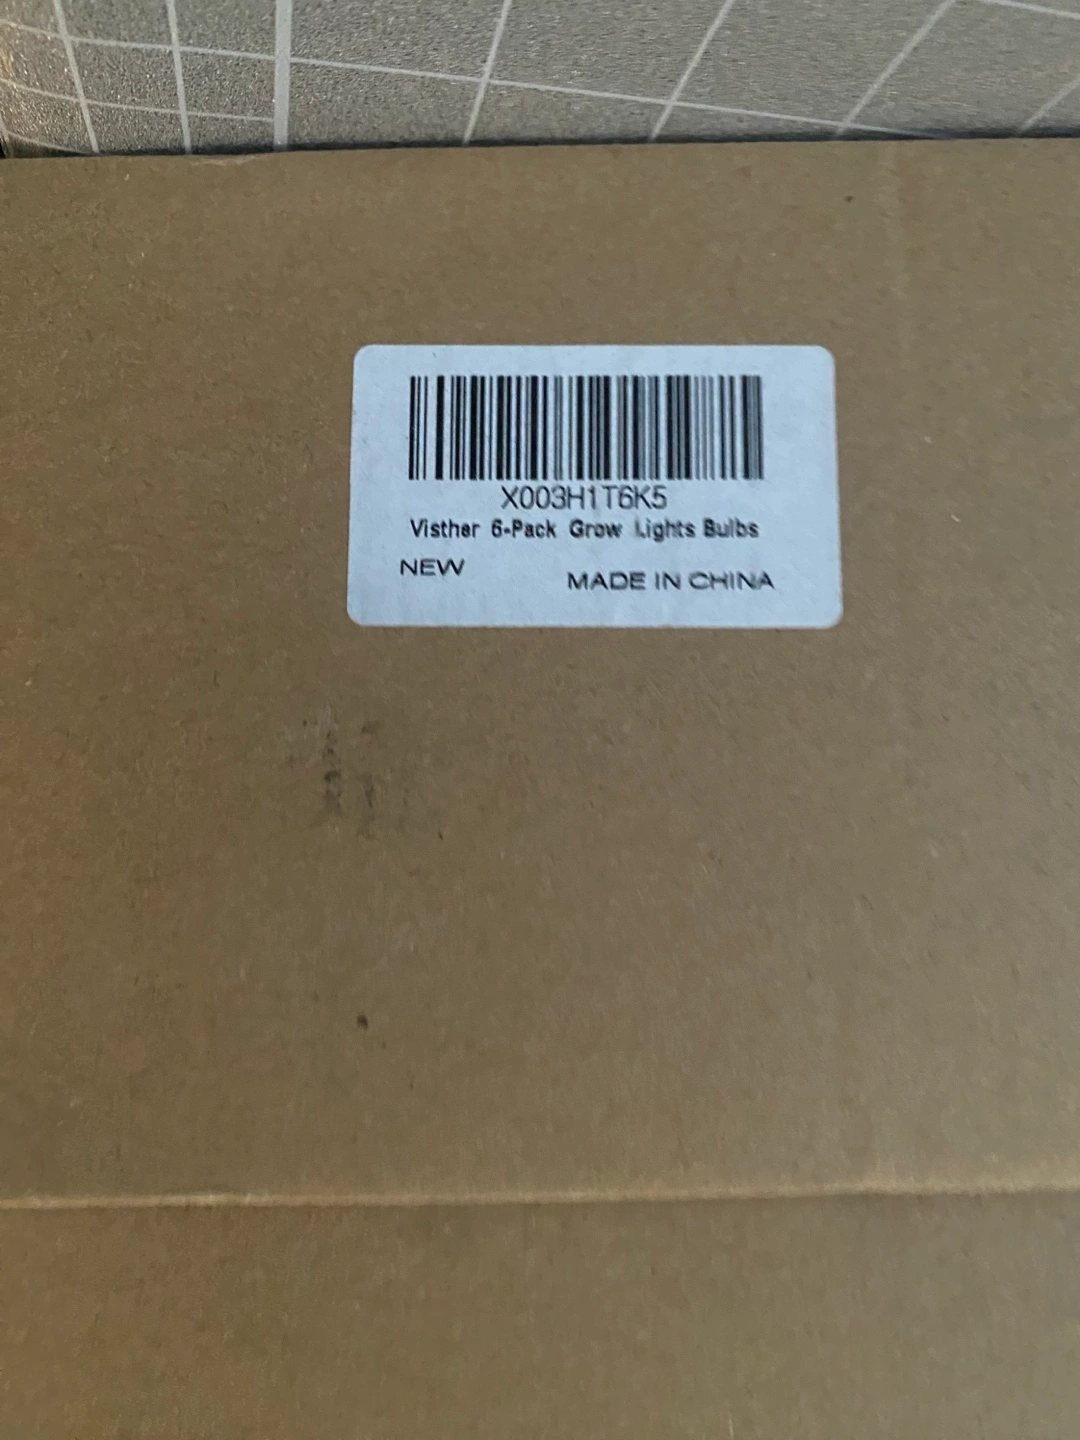 X003H1T6K5
Visther 6-Pack Grow Lights Bulbs
NEW
MADE IN CHINA